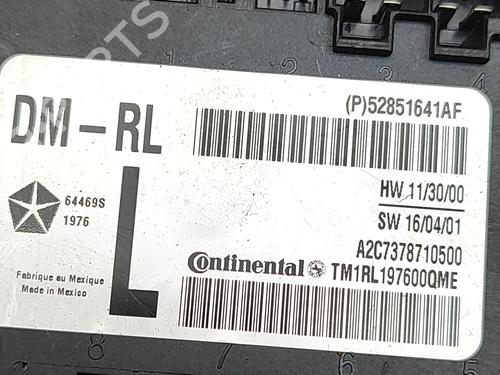 DM-RL
(P)52851641AF
L
64469S
1976
HW 11/30/00
SW 16/04/01
A2C7378710500
Continental
TM1RL197600QME
Fabrique au Mexique
Made in Mexico